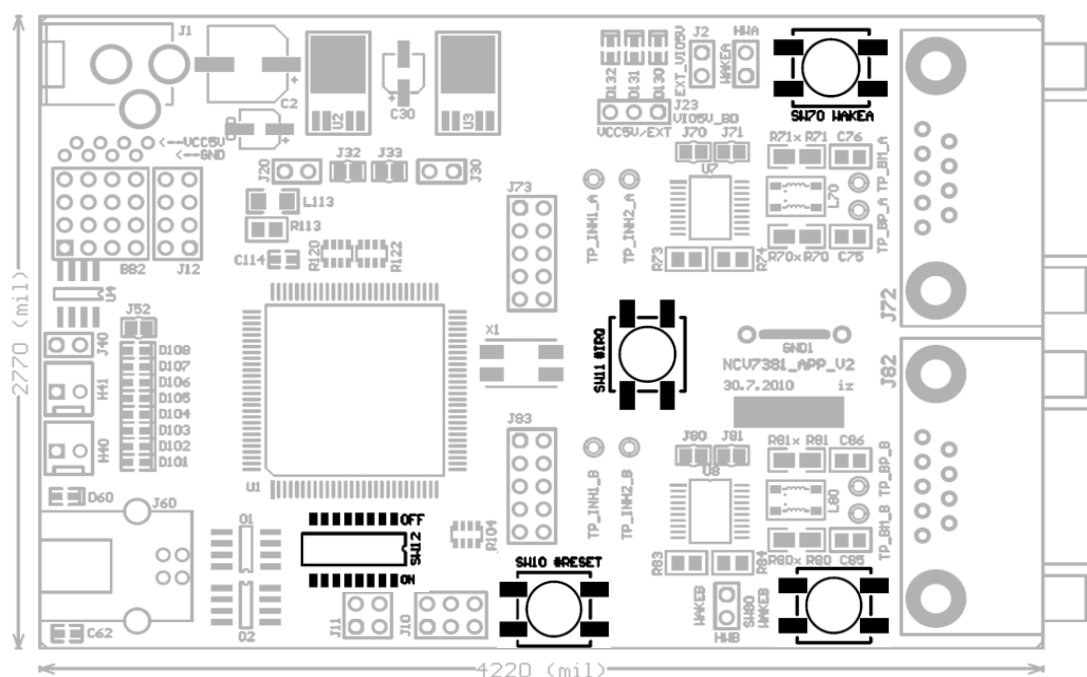 J1
C2
U2
C30
U3
D132
D131
D130
EXT_VIO5V
J2
WAKEA
HWA
J23
VIO5V_BD
VCC5V/EXT
SW70 WAKEA
<--VCC5V
<--GND
J20
J32
J33
J30
J70
J71
U7
R71x
R71
C76
TP_BM_A
L70
TP_BP_A
R70x
R70
C75
L113
R113
C114
R120
R122
J73
TP_INH1_A
TP_INH2_A
R73
R74
BB2
J12
U4
J52
J40
H41
H40
D108
D107
D106
D105
D104
D103
D102
D101
X1
SW11 #IRQ
GND1
NCV7381_APP_V2
30.7.2010
iz
J72
J82
2770 (mil)
U1
J83
TP_INH1_B
TP_INH2_B
J80
J81
U8
R81x
R81
C86
TP_BP_B
L80
TP_BM_B
R80x
R80
C85
R83
R84
D60
J60
Q1
OFF
SW12
ON
R104
SW10 #RESET
C62
Q2
J11
J10
WAKEB
HWB
SW80
WAKEB
4220 (mil)